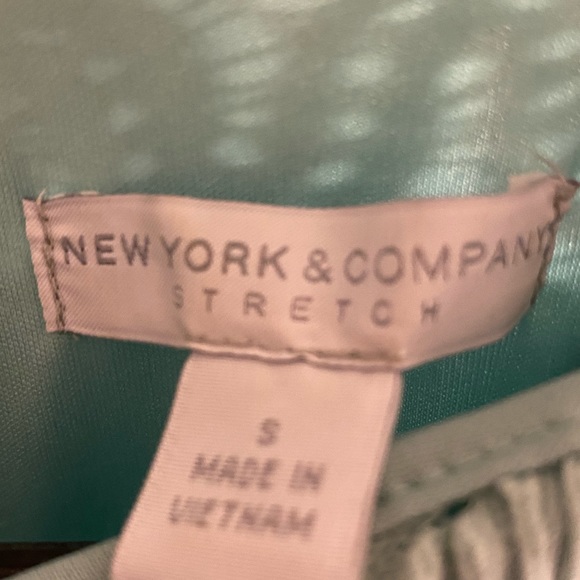 NEW YORK & COMPANY
STRETCH
S
MADE IN
VIETNAM